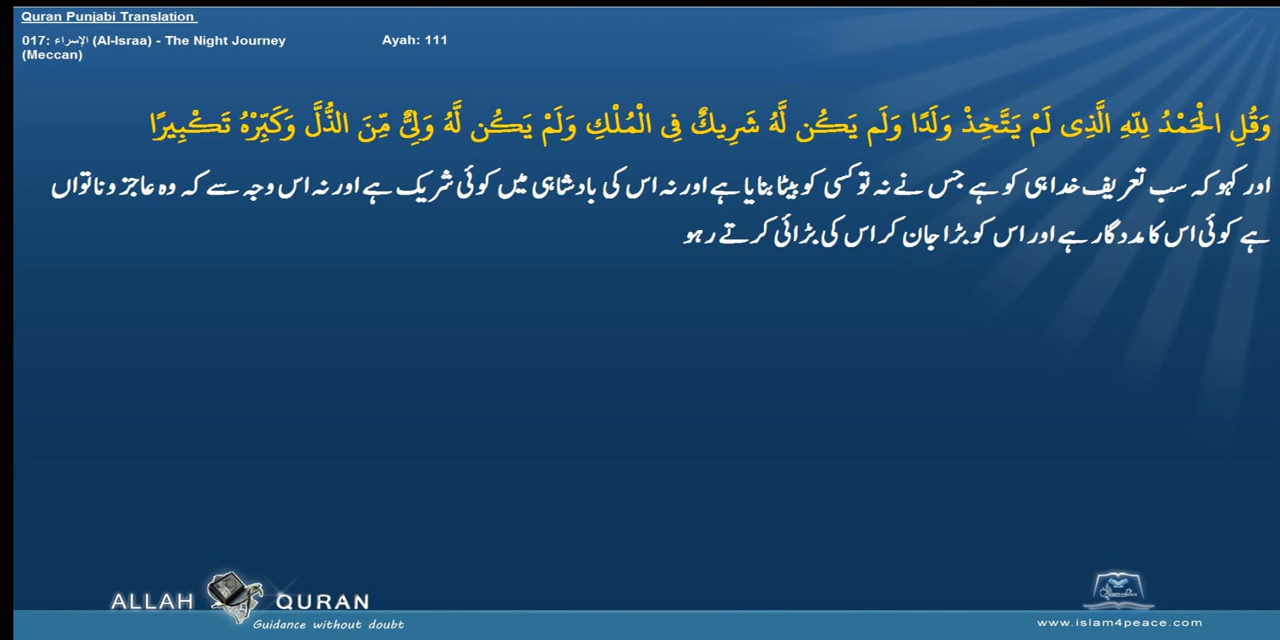 Quran Punjabi Translation
017: الإسراء (Al-Israa) - The Night Journey (Meccan)
Ayah: 111
وَقُلِ الْحَمْدُ لِلّهِ الَّذِى لَمْ يَتَّخِذْ وَلَدًا وَلَم يَكُن لَّهُ شَرِيكٌ فِى الْمُلْكِ وَلَمْ يَكُن لَّهُ وَلِيٌّ مِّنَ الذُّلَّ وَكَبِّرْهُ تَكْبِيرًا
اور کہو کہ سب تعریف خدا ہی کو ہے جس نے نہ تو کسی کو بیٹا بنایا ہے اور نہ اس کی بادشاہی میں کوئی شریک ہے اور نہ اس وجہ سے کہ وہ عاجز و ناتواں
ہے کوئی اس کا مددگار ہے اور اس کو بڑا جان کر اس کی بڑائی کرتے رہو
ALLAH QURAN
Guidance without doubt
www.islam4peace.com